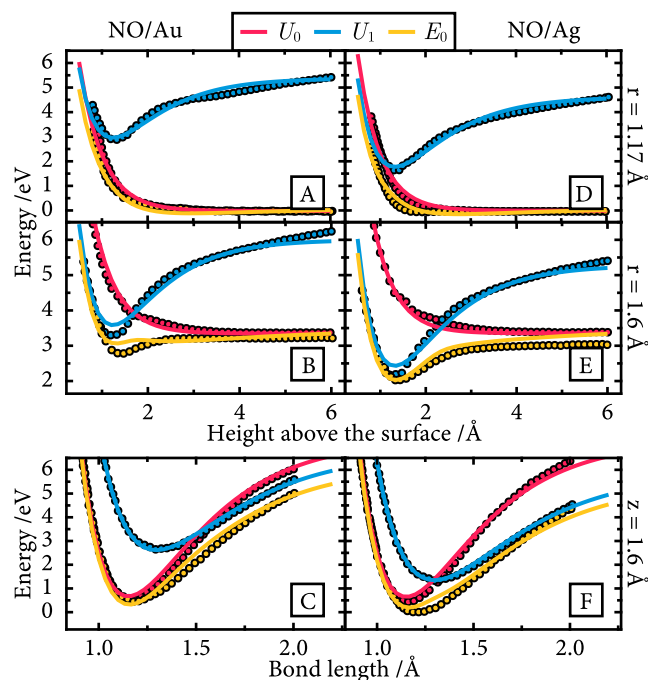 NO/Au
NO/Ag
U₀ U₁ E₀
Energy /eV
6
5
4
3
2
1
0
A
D
r = 1.17 Å
6
5
4
3
2
B
E
r = 1.6 Å
2 4 6
2 4 6
Height above the surface /Å
Energy /eV
6
5
4
3
2
1
0
C
F
z = 1.6 Å
1.0 1.5 2.0
1.0 1.5 2.0
Bond length /Å